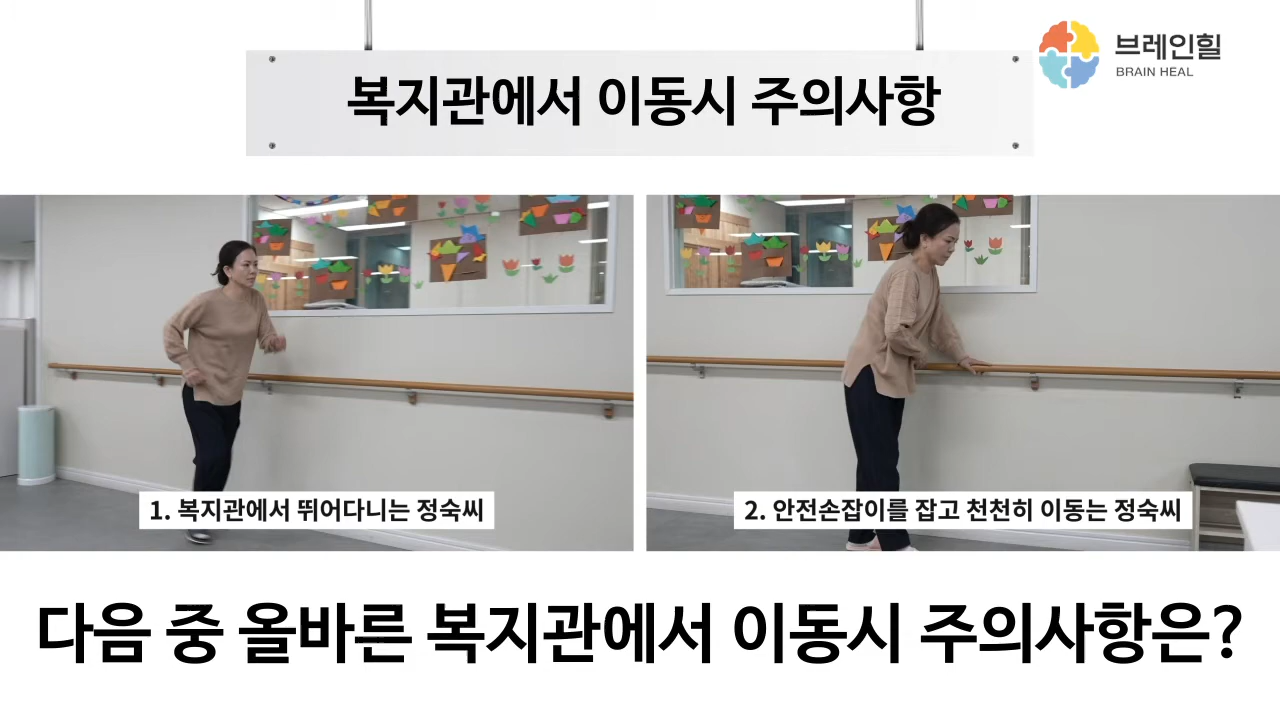 복지관에서 이동시 주의사항
브레인힐
BRAIN HEAL
1. 복지관에서 뛰어다니는 정숙씨
2. 안전손잡이를 잡고 천천히 이동는 정숙씨
다음 중 올바른 복지관에서 이동시 주의사항은?